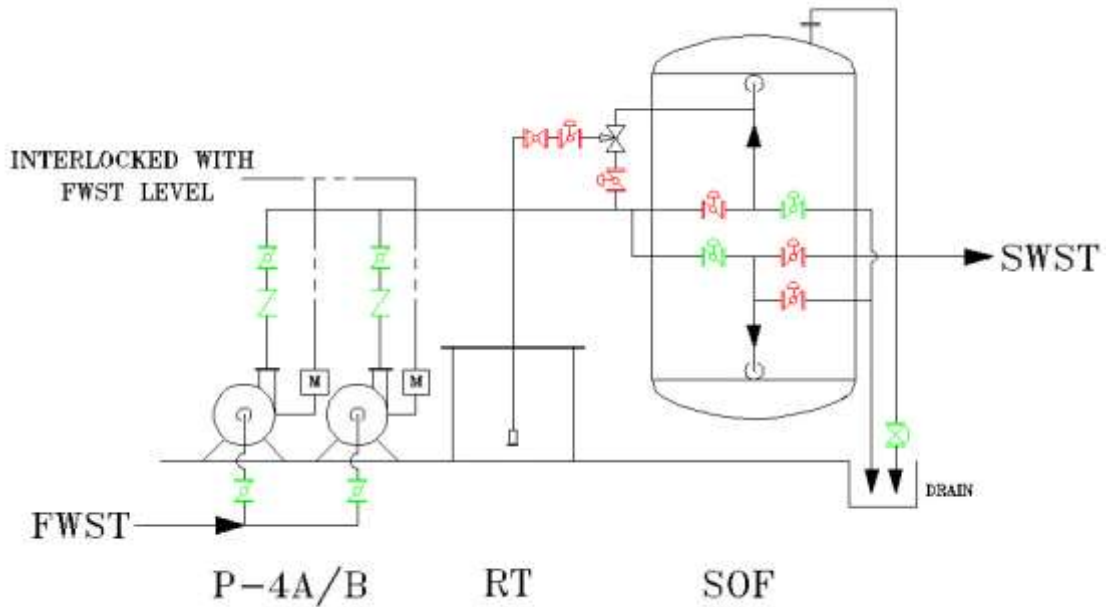 INTERLOCKED WITH
FWST LEVEL
SWST
M
M
DRAIN
FWST
P-4A/B
RT
SOF